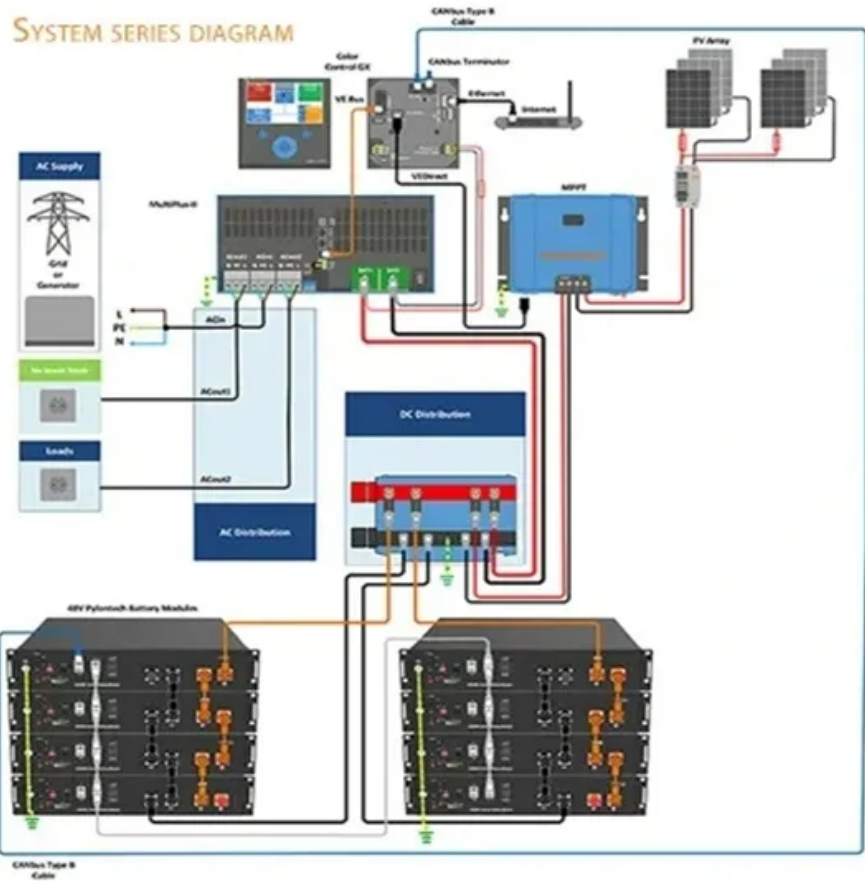 SYSTEM SERIES DIAGRAM
CANbus Type B
Cable
Color
Control GX
CANbus Terminator
PV Array
VE Bus
Ethernet
Internet
AC Supply
VEDirect
MPPT
MultiPlus-II
Grid
or
Generator
L
PE
N
ACin
ACout1
DC Distribution
Loads
ACout2
AC Distribution
48V Pylontech Battery Modules
CANbus Type B
Cable